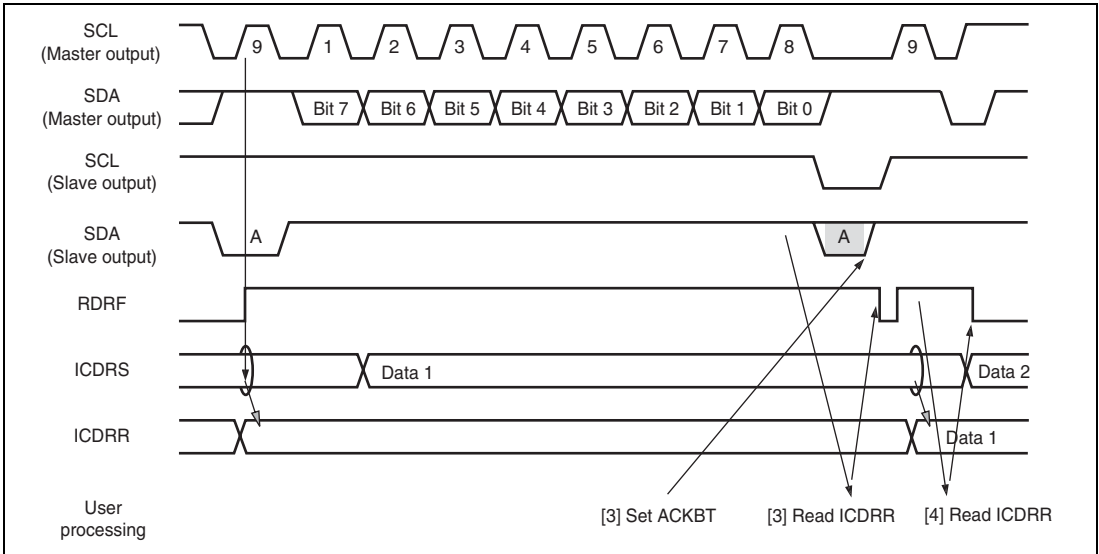 SCL
(Master output)
9 1 2 3 4 5 6 7 8 9
SDA
(Master output)
Bit 7 Bit 6 Bit 5 Bit 4 Bit 3 Bit 2 Bit 1 Bit 0
SCL
(Slave output)
SDA
(Slave output)
A A
RDRF
ICDRS
Data 1 Data 2
ICDRR
Data 1
User
processing
[3] Set ACKBT [3] Read ICDRR [4] Read ICDRR